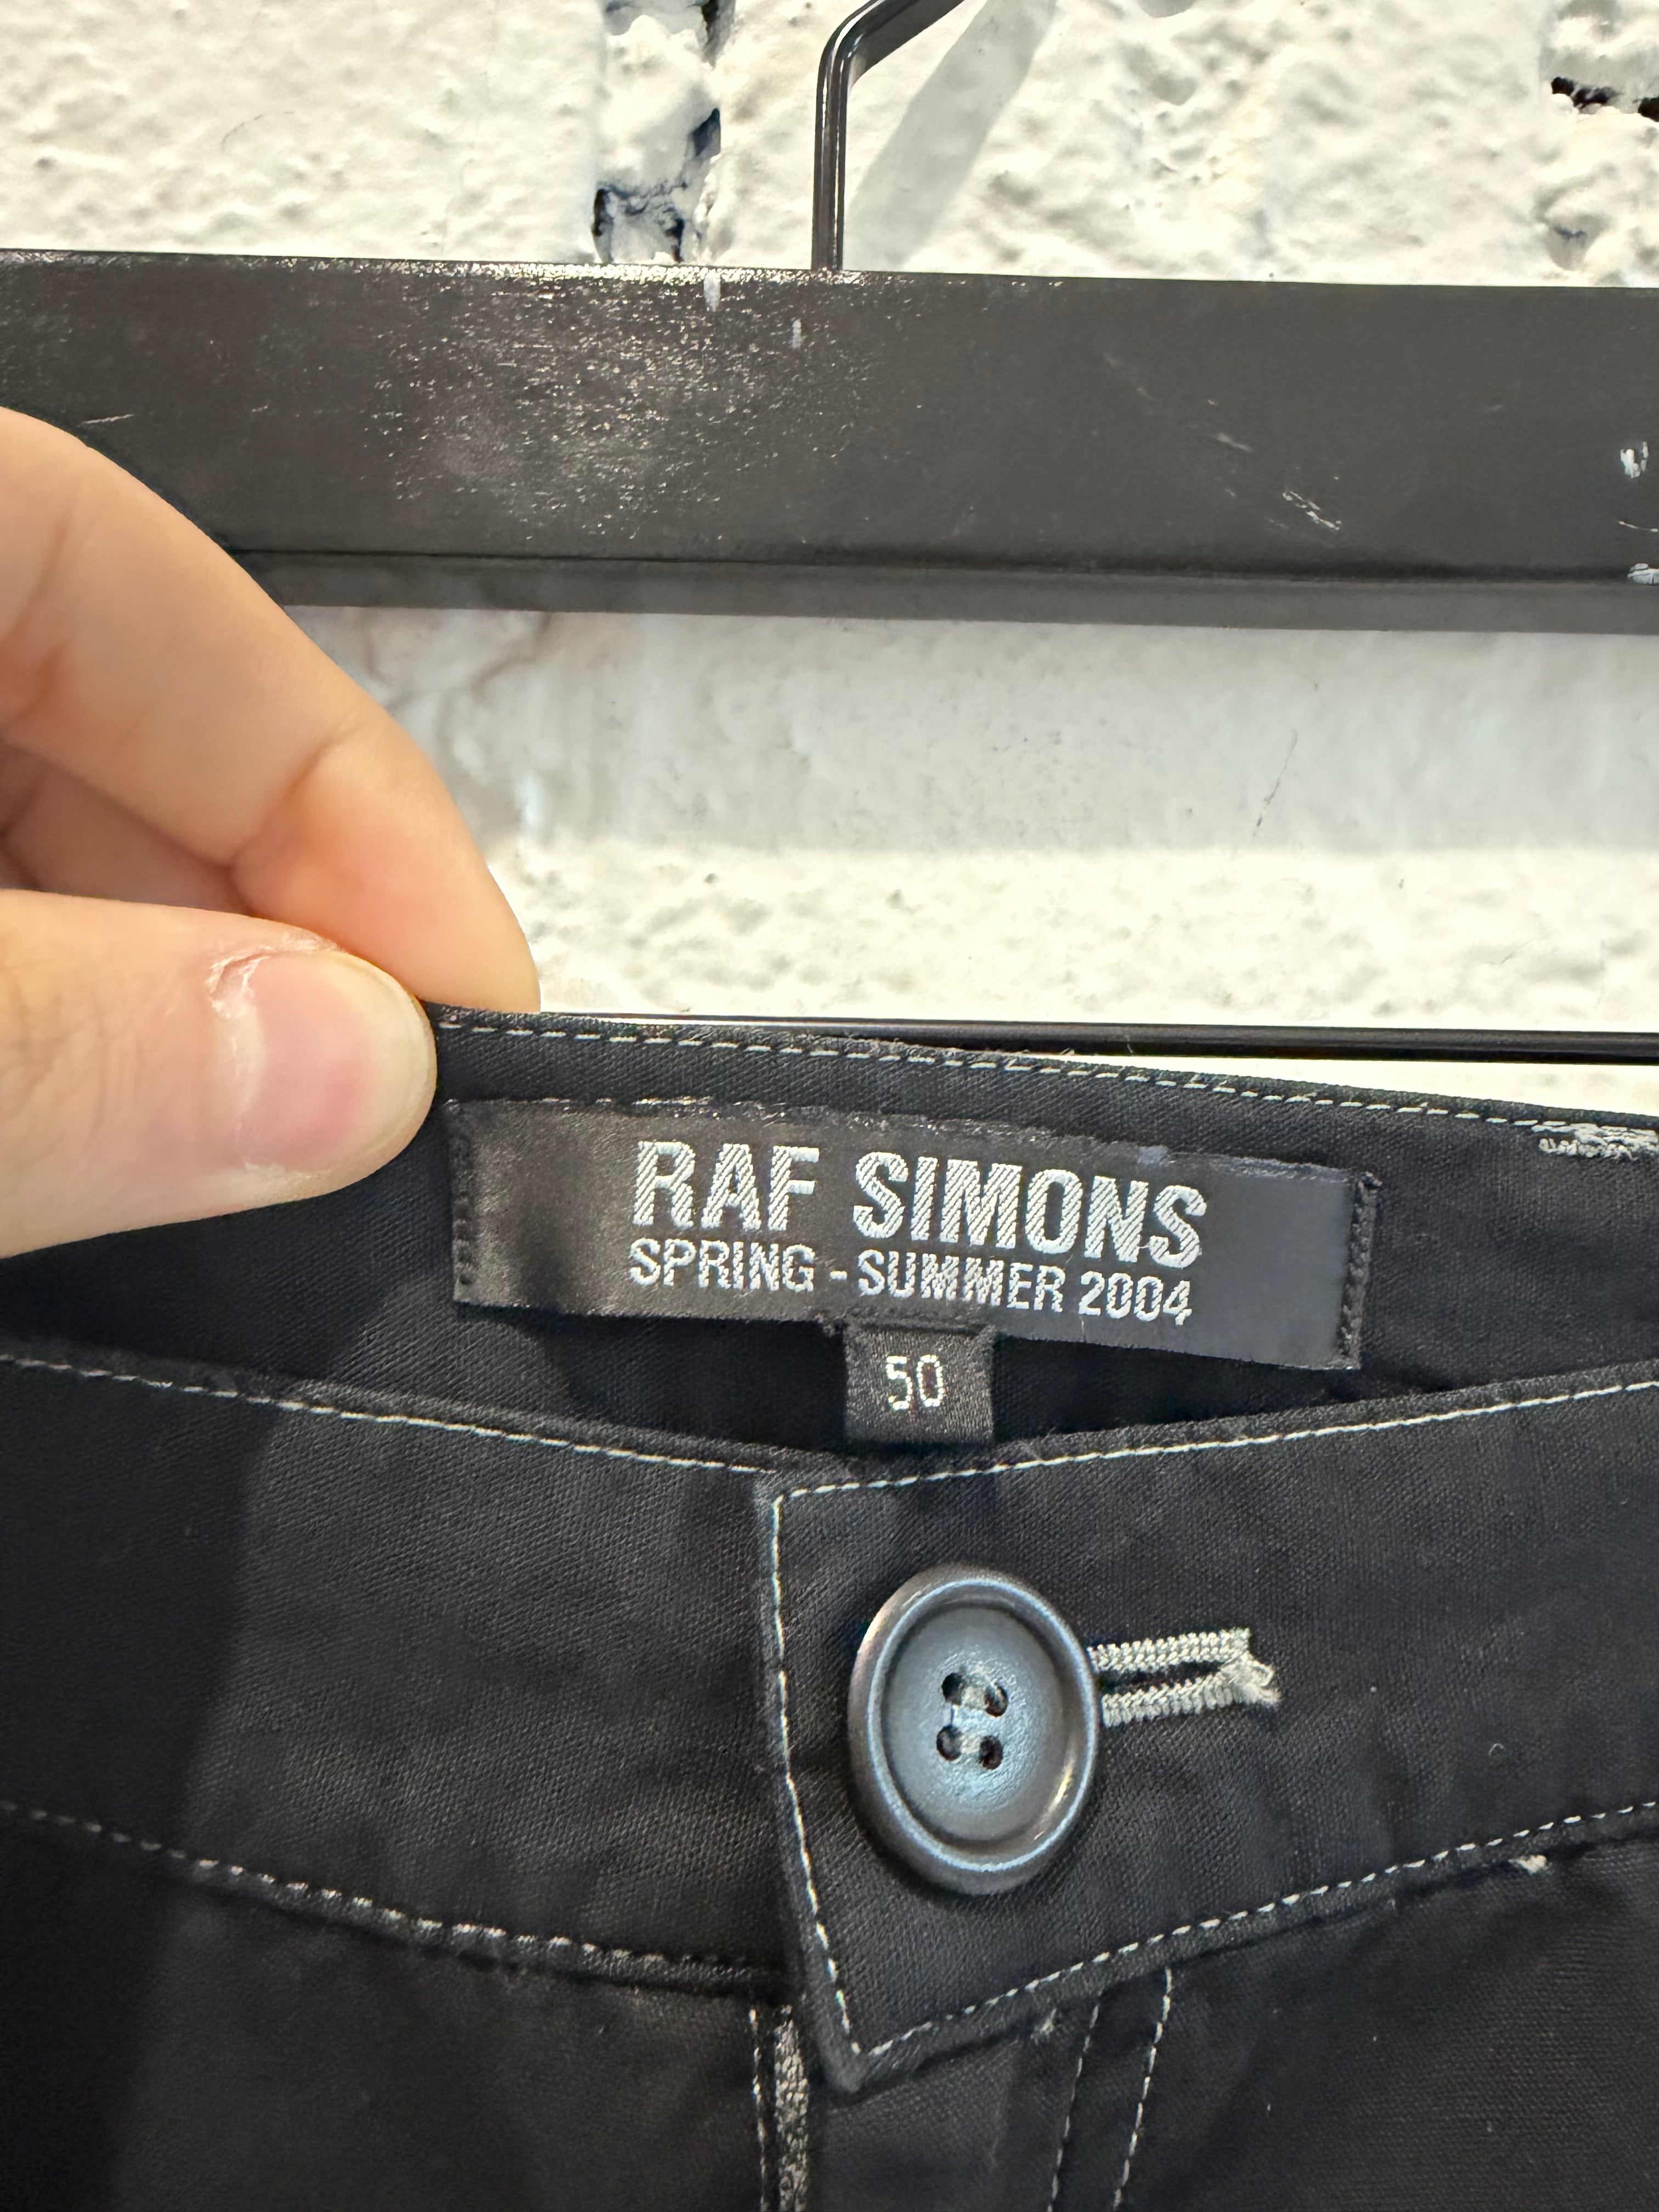 RAF SIMONS
SPRING - SUMMER 2004
50